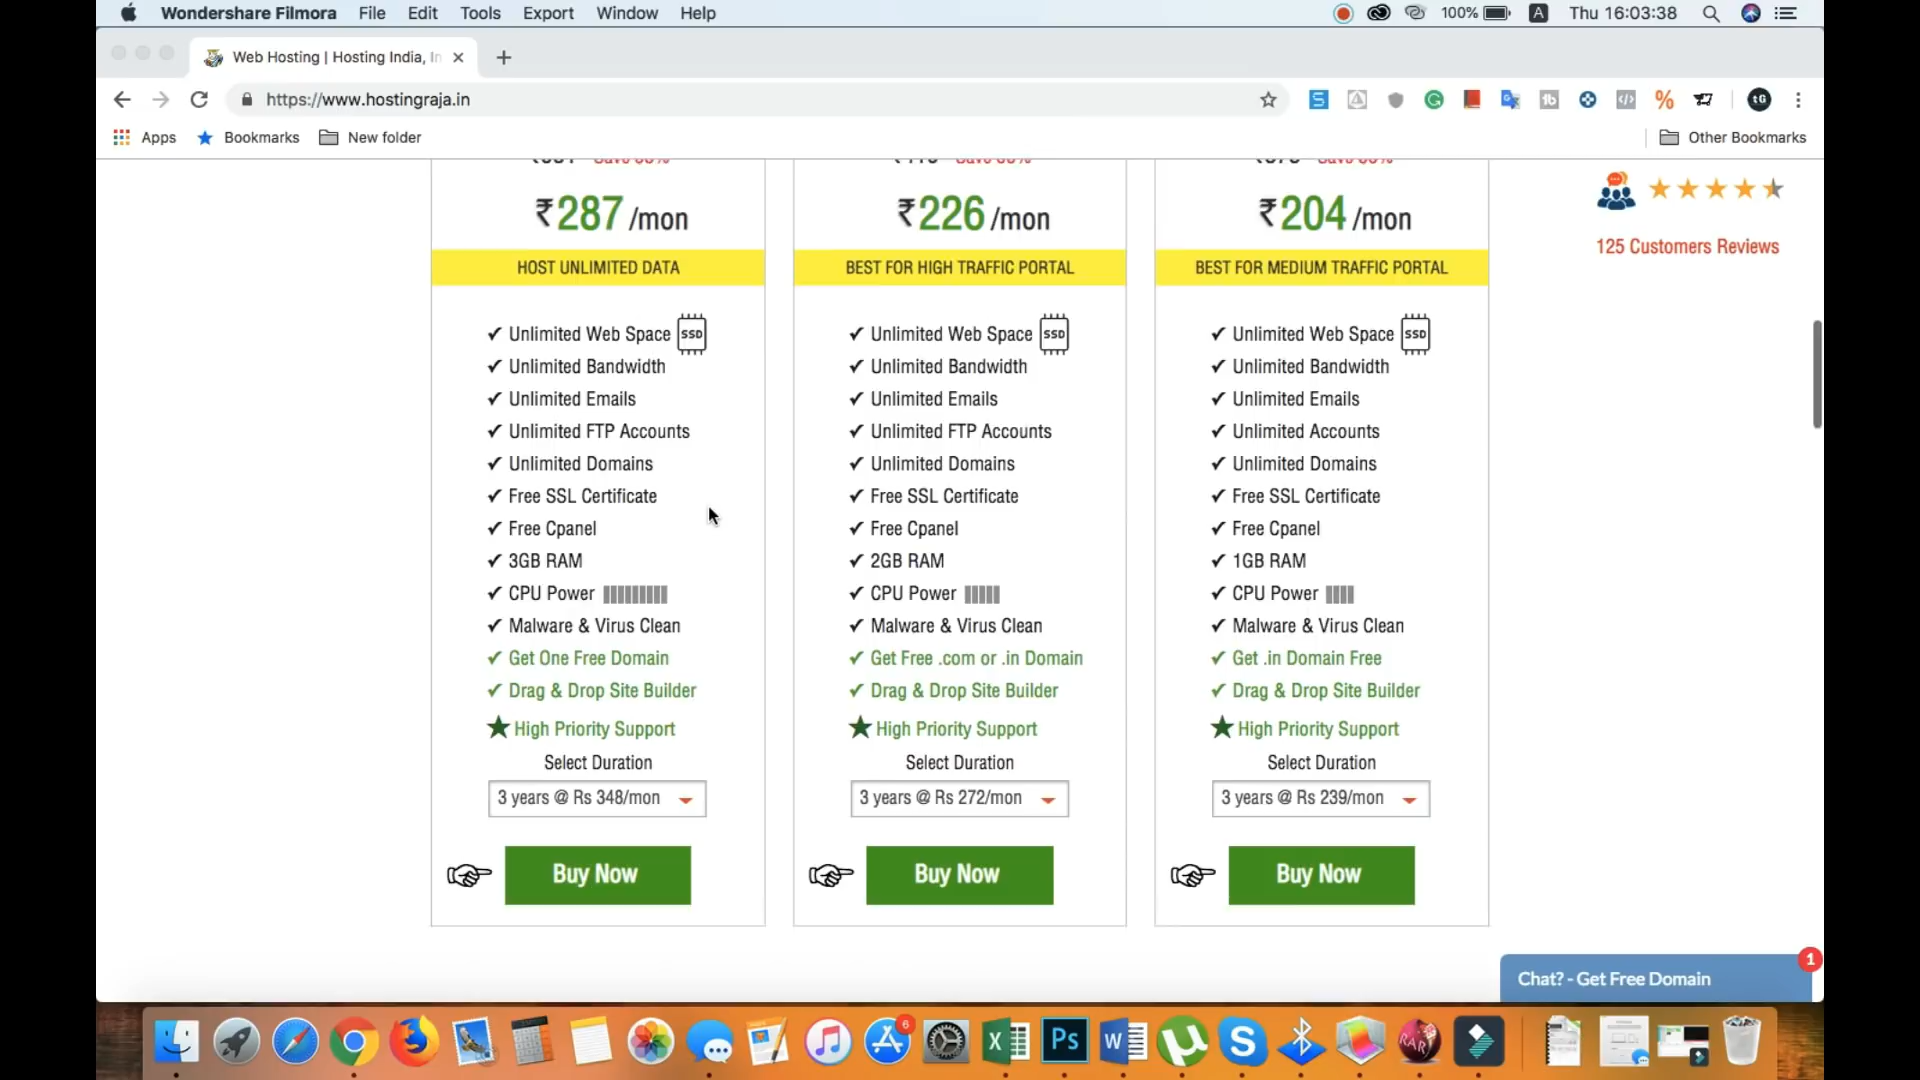 Wondershare Filmora File Edit Tools Export Window Help 100% A Thu 16:03:38
Web Hosting | Hosting India, In
https://www.hostingraja.in
Apps Bookmarks New folder Other Bookmarks
₹287 /mon
HOST UNLIMITED DATA
Unlimited Web Space SSD
Unlimited Bandwidth
Unlimited Emails
Unlimited FTP Accounts
Unlimited Domains
Free SSL Certificate
Free Cpanel
3GB RAM
CPU Power
Malware & Virus Clean
Get One Free Domain
Drag & Drop Site Builder
High Priority Support
Select Duration
3 years @ Rs 348/mon
Buy Now
₹226 /mon
BEST FOR HIGH TRAFFIC PORTAL
Unlimited Web Space SSD
Unlimited Bandwidth
Unlimited Emails
Unlimited FTP Accounts
Unlimited Domains
Free SSL Certificate
Free Cpanel
2GB RAM
CPU Power
Malware & Virus Clean
Get Free .com or .in Domain
Drag & Drop Site Builder
High Priority Support
Select Duration
3 years @ Rs 272/mon
Buy Now
₹204 /mon
BEST FOR MEDIUM TRAFFIC PORTAL
Unlimited Web Space SSD
Unlimited Bandwidth
Unlimited Emails
Unlimited Accounts
Unlimited Domains
Free SSL Certificate
Free Cpanel
1GB RAM
CPU Power
Malware & Virus Clean
Get .in Domain Free
Drag & Drop Site Builder
High Priority Support
Select Duration
3 years @ Rs 239/mon
Buy Now
125 Customers Reviews
Chat? - Get Free Domain
1
6
Ps
RAR